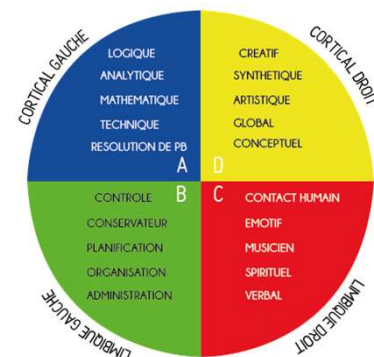 CORTICAL GAUCHE
LOGIQUE
ANALYTIQUE
MATHEMATIQUE
TECHNIQUE
RESOLUTION DE PB
A
CORTICAL DROIT
CREATIF
SYNTHETIQUE
ARTISTIQUE
GLOBAL
CONCEPTUEL
D
LIMBIQUE GAUCHE
B
CONTROLE
CONSERVATEUR
PLANIFICATION
ORGANISATION
ADMINISTRATION
LIMBIQUE DROIT
C
CONTACT HUMAIN
EMOTIF
MUSICIEN
SPIRITUEL
VERBAL